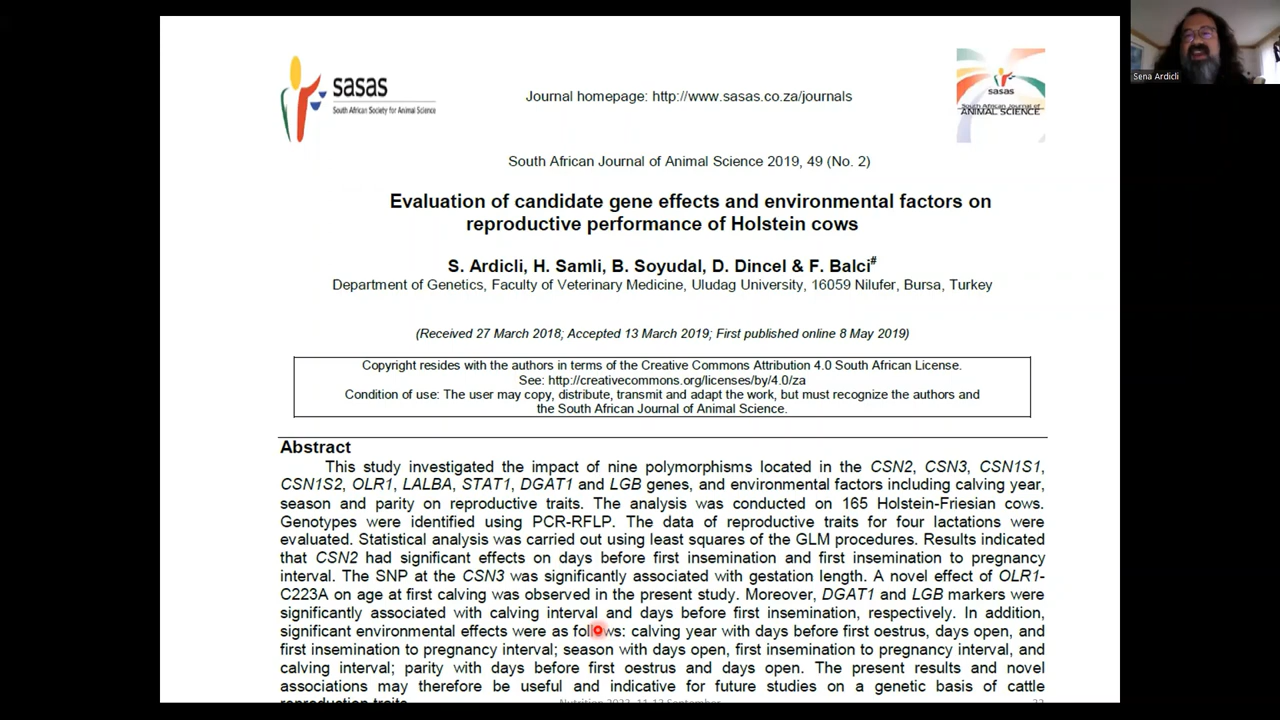 sasas
South African Society for Animal Science
Journal homepage: http://www.sasas.co.za/journals
sasas
South African Journal of
ANIMAL SCIENCE
Sena Ardicli
South African Journal of Animal Science 2019, 49 (No. 2)
Evaluation of candidate gene effects and environmental factors on
reproductive performance of Holstein cows
S. Ardicli, H. Samli, B. Soyudal, D. Dincel & F. Balci#
Department of Genetics, Faculty of Veterinary Medicine, Uludag University, 16059 Nilufer, Bursa, Turkey
(Received 27 March 2018; Accepted 13 March 2019; First published online 8 May 2019)
Copyright resides with the authors in terms of the Creative Commons Attribution 4.0 South African License.
See: http://creativecommons.org/licenses/by/4.0/za
Condition of use: The user may copy, distribute, transmit and adapt the work, but must recognize the authors and
the South African Journal of Animal Science.
Abstract
This study investigated the impact of nine polymorphisms located in the CSN2, CSN3, CSN1S1,
CSN1S2, OLR1, LALBA, STAT1, DGAT1 and LGB genes, and environmental factors including calving year,
season and parity on reproductive traits. The analysis was conducted on 165 Holstein-Friesian cows.
Genotypes were identified using PCR-RFLP. The data of reproductive traits for four lactations were
evaluated. Statistical analysis was carried out using least squares of the GLM procedures. Results indicated
that CSN2 had significant effects on days before first insemination and first insemination to pregnancy
interval. The SNP at the CSN3 was significantly associated with gestation length. A novel effect of OLR1-
C223A on age at first calving was observed in the present study. Moreover, DGAT1 and LGB markers were
significantly associated with calving interval and days before first insemination, respectively. In addition,
significant environmental effects were as follows: calving year with days before first oestrus, days open, and
first insemination to pregnancy interval; season with days open, first insemination to pregnancy interval, and
calving interval; parity with days before first oestrus and days open. The present results and novel
associations may therefore be useful and indicative for future studies on a genetic basis of cattle
reproduction traits.
Nutrition 2023, 11-13 September